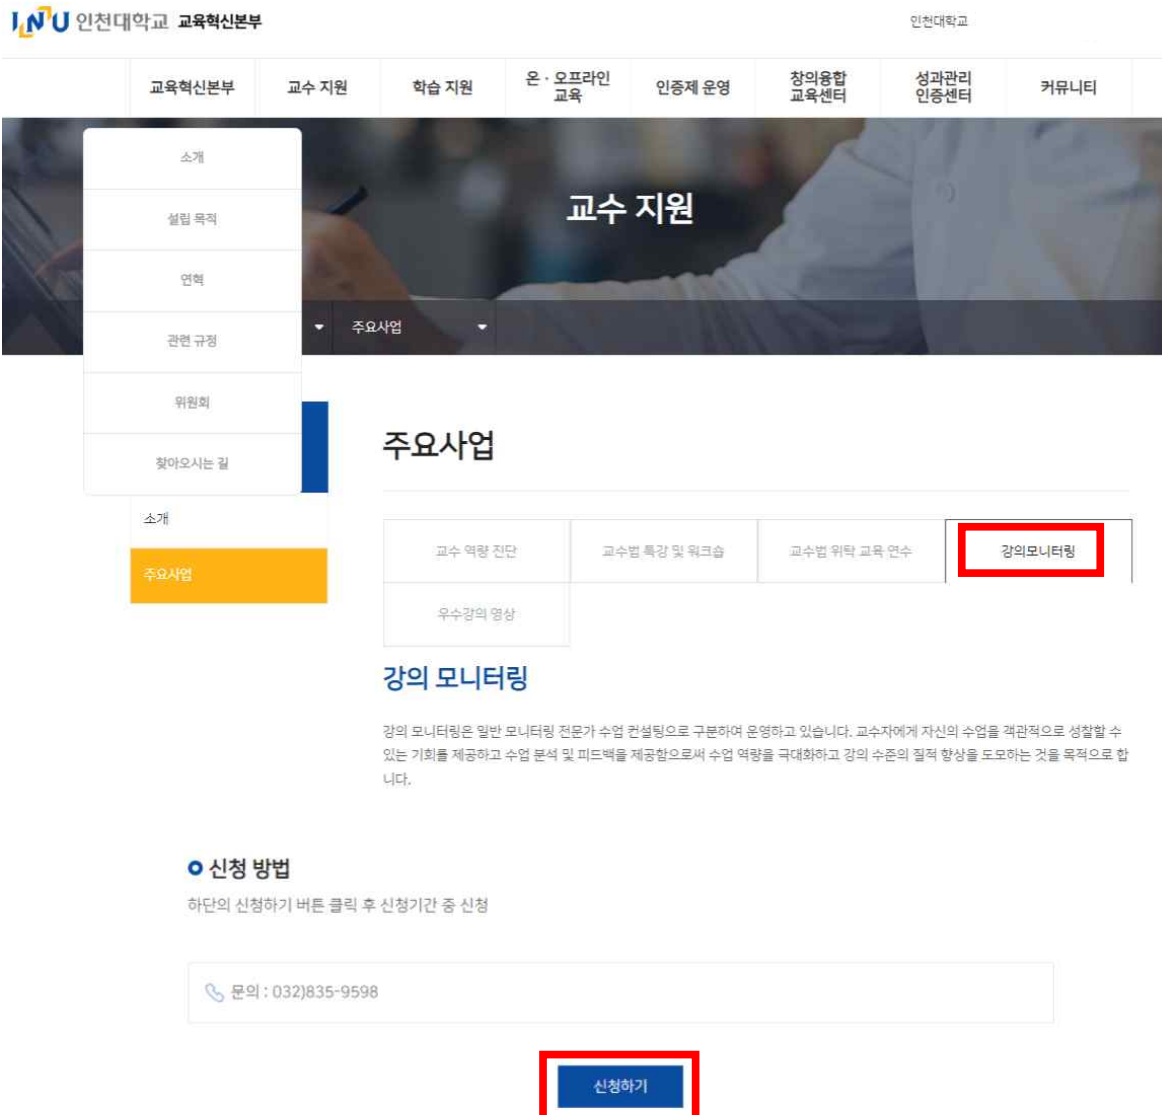 INU 인천대학교 교육혁신본부
인천대학교
교육혁신본부
교수 지원
학습 지원
온 · 오프라인
교육
인증제 운영
창의융합
교육센터
성과관리
인증센터
커뮤니티
소개
설립 목적
연혁
관련 규정
위원회
찾아오시는 길
교수 지원
주요사업
소개
주요사업
주요사업
교수 역량 진단
교수법 특강 및 워크숍
교수법 위탁 교육 연수
강의모니터링
우수강의 영상
강의 모니터링
강의 모니터링은 일반 모니터링 전문가 수업 컨설팅으로 구분하여 운영하고 있습니다. 교수자에게 자신의 수업을 객관적으로 성찰할 수
있는 기회를 제공하고 수업 분석 및 피드백을 제공함으로써 수업 역량을 극대화하고 강의 수준의 질적 향상을 도모하는 것을 목적으로 합
니다.
신청 방법
하단의 신청하기 버튼 클릭 후 신청기간 중 신청
문의 : 032)835-9598
신청하기